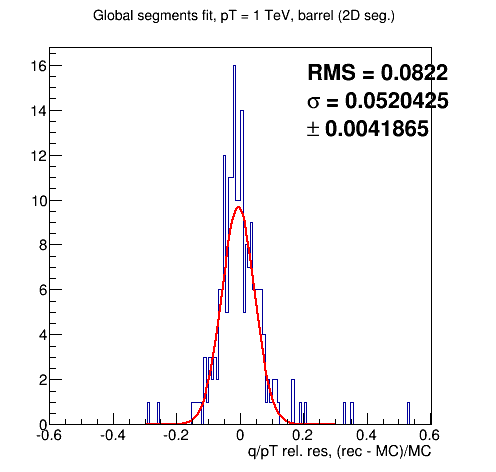 Global segments fit, pT = 1 TeV, barrel (2D seg.)
RMS = 0.0822
σ = 0.0520425
± 0.0041865
16
14
12
10
8
6
4
2
0
-0.6 -0.4 -0.2 0 0.2 0.4 0.6
q/pT rel. res, (rec - MC)/MC